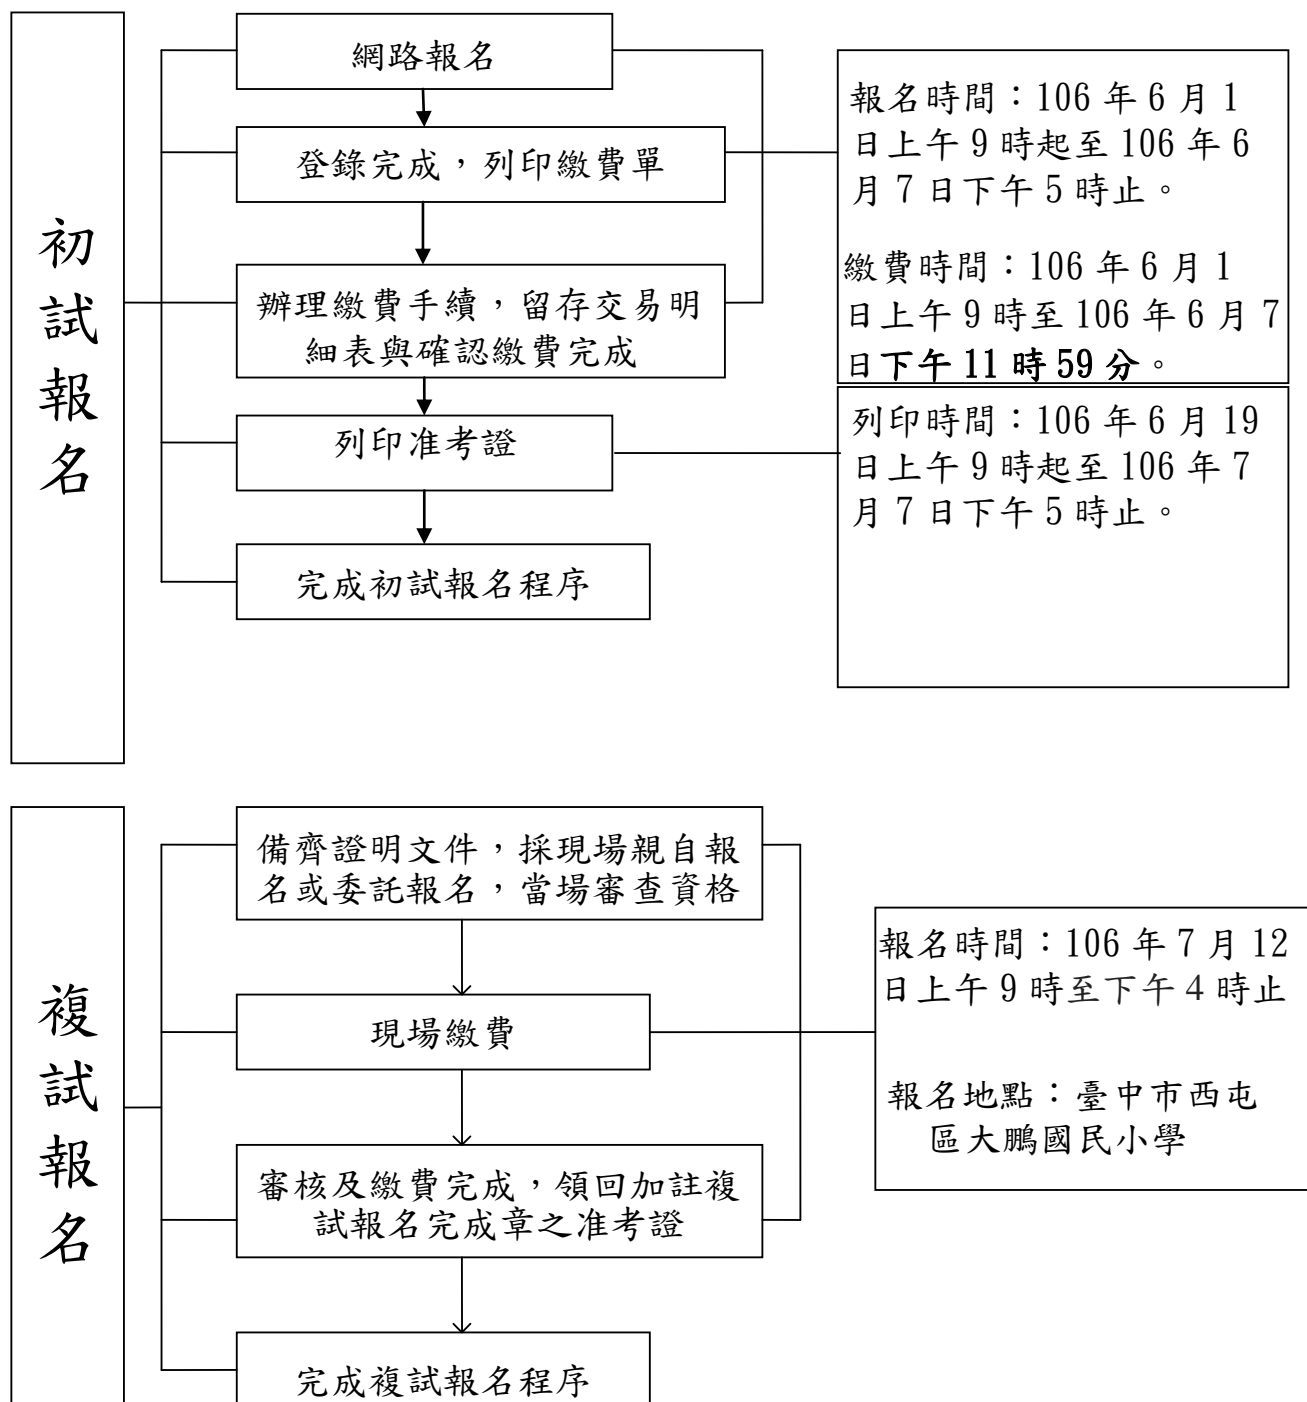 初試報名
網路報名
登錄完成，列印繳費單
辦理繳費手續，留存交易明
細表與確認繳費完成
列印准考證
完成初試報名程序
報名時間：106 年 6 月 1
日上午 9 時起至 106 年 6
月 7 日下午 5 時止。
繳費時間：106 年 6 月 1
日上午 9 時至 106 年 6 月 7
日下午 11 時 59 分。
列印時間：106 年 6 月 19
日上午 9 時起至 106 年 7
月 7 日下午 5 時止。
複試報名
備齊證明文件，採現場親自報
名或委託報名，當場審查資格
現場繳費
審核及繳費完成，領回加註複
試報名完成章之准考證
完成複試報名程序
報名時間：106 年 7 月 12
日上午 9 時至下午 4 時止
報名地點：臺中市西屯
區大鵬國民小學